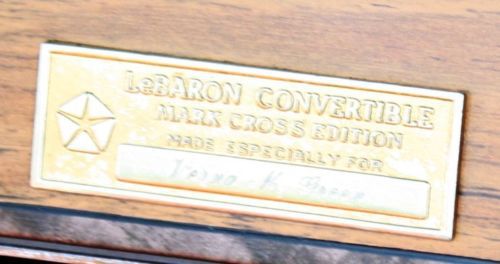 LeBARON CONVERTIBLE
MARK CROSS EDITION
MADE ESPECIALLY FOR